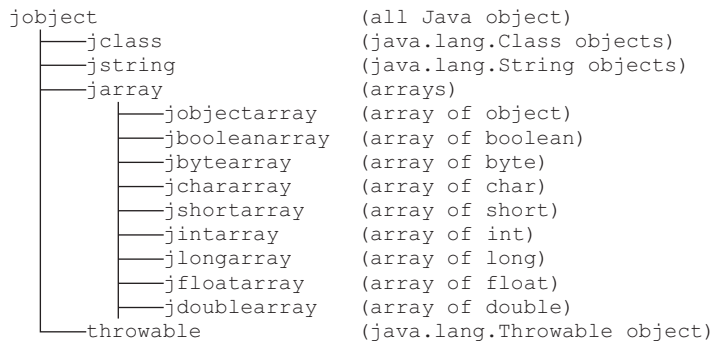 jobject (all Java object)
jclass (java.lang.Class objects)
jstring (java.lang.String objects)
jarray (arrays)
jobjectarray (array of object)
jbooleanarray (array of boolean)
jbytearray (array of byte)
jchararray (array of char)
jshortarray (array of short)
jintarray (array of int)
jlongarray (array of long)
jfloatarray (array of float)
jdoublearray (array of double)
throwable (java.lang.Throwable object)